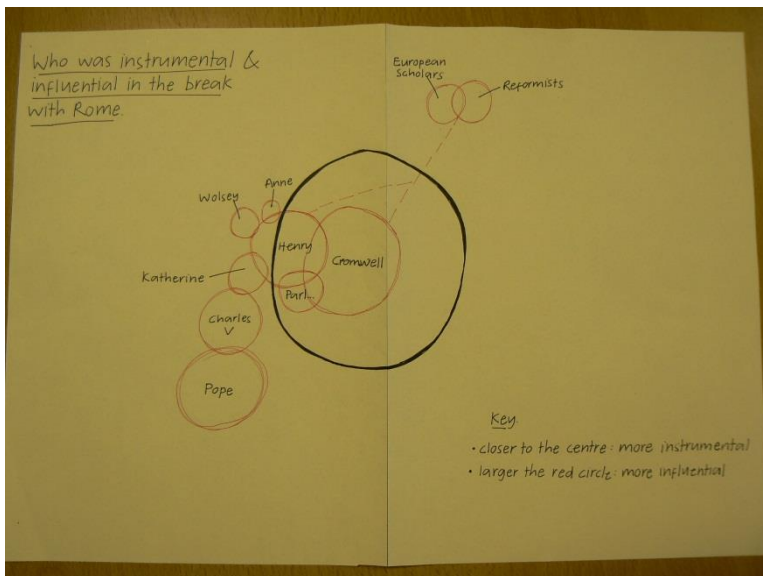 Who was instrumental &
influential in the break
with Rome.
European
Scholars
Reformists
Anne
Wolsey
Henry
Cromwell
Katherine
Parl...
Charles
V
Pope
Key.
• closer to the centre: more instrumental
• larger the red circle: more influential